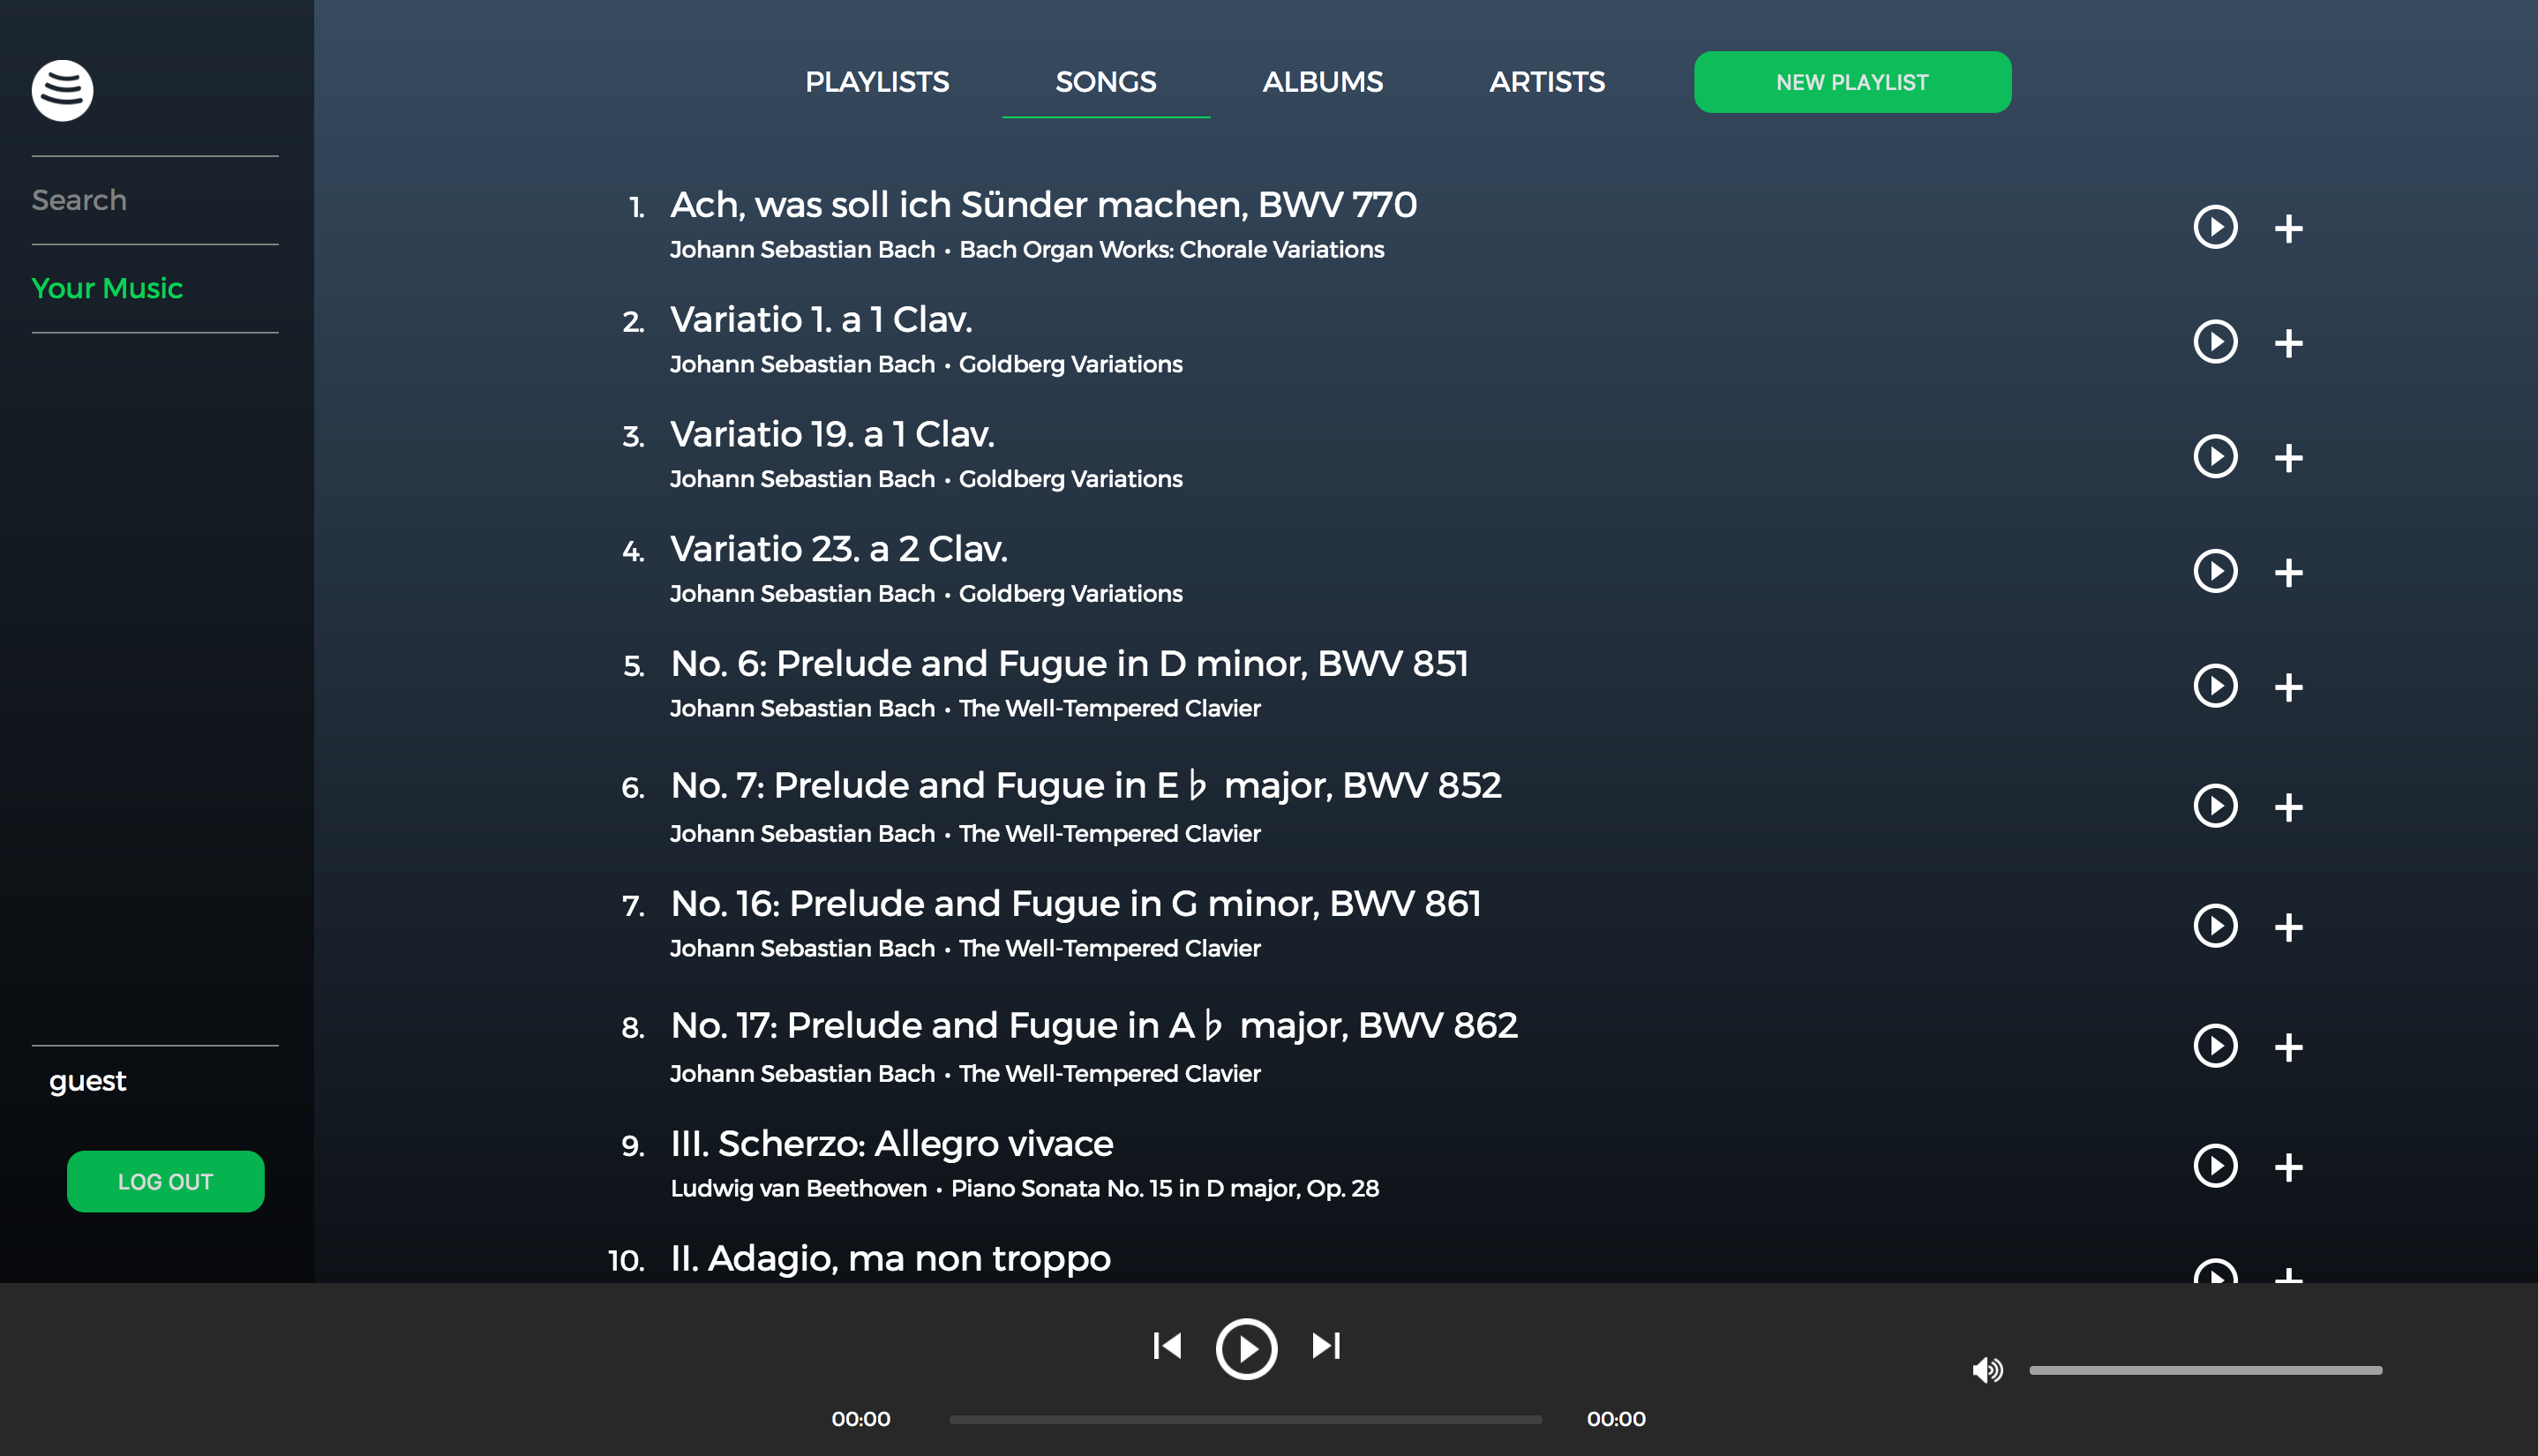 PLAYLISTS SONGS ALBUMS ARTISTS NEW PLAYLIST
Search
Your Music
1. Ach, was soll ich Sünder machen, BWV 770
Johann Sebastian Bach • Bach Organ Works: Chorale Variations
2. Variatio 1. a 1 Clav.
Johann Sebastian Bach • Goldberg Variations
3. Variatio 19. a 1 Clav.
Johann Sebastian Bach • Goldberg Variations
4. Variatio 23. a 2 Clav.
Johann Sebastian Bach • Goldberg Variations
5. No. 6: Prelude and Fugue in D minor, BWV 851
Johann Sebastian Bach • The Well-Tempered Clavier
6. No. 7: Prelude and Fugue in E♭ major, BWV 852
Johann Sebastian Bach • The Well-Tempered Clavier
7. No. 16: Prelude and Fugue in G minor, BWV 861
Johann Sebastian Bach • The Well-Tempered Clavier
8. No. 17: Prelude and Fugue in A♭ major, BWV 862
Johann Sebastian Bach • The Well-Tempered Clavier
9. III. Scherzo: Allegro vivace
Ludwig van Beethoven • Piano Sonata No. 15 in D major, Op. 28
10. II. Adagio, ma non troppo
guest
LOG OUT
00:00 00:00